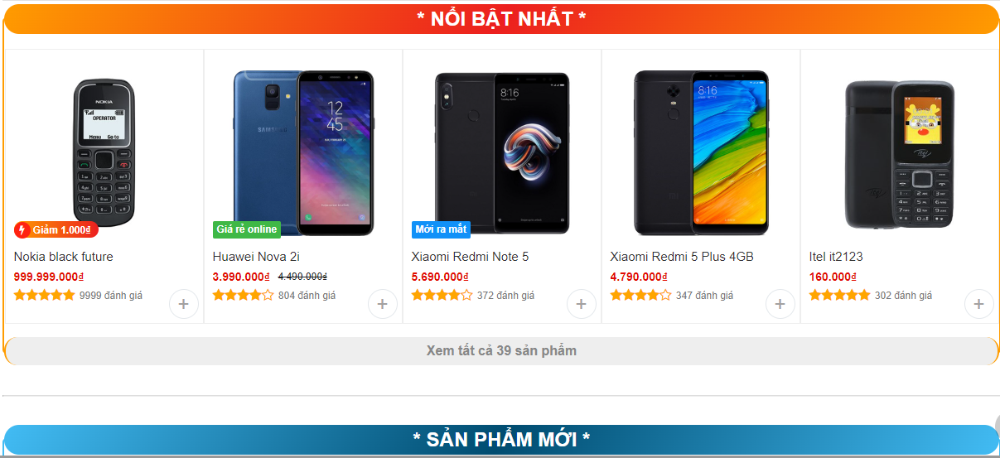 * NỔI BẬT NHẤT *
NOKIA
OPERATOR
Menu Go to
SAMSUNG
12
45
8:16
8:16
itel
Giảm 1.000₫
Giá rẻ online
Mới ra mắt
Nokia black future
Huawei Nova 2i
Xiaomi Redmi Note 5
Xiaomi Redmi 5 Plus 4GB
Itel it2123
999.999.000₫
3.990.000₫ 4.490.000₫
5.690.000₫
4.790.000₫
160.000₫
9999 đánh giá
804 đánh giá
372 đánh giá
347 đánh giá
302 đánh giá
Xem tất cả 39 sản phẩm
* SẢN PHẨM MỚI *